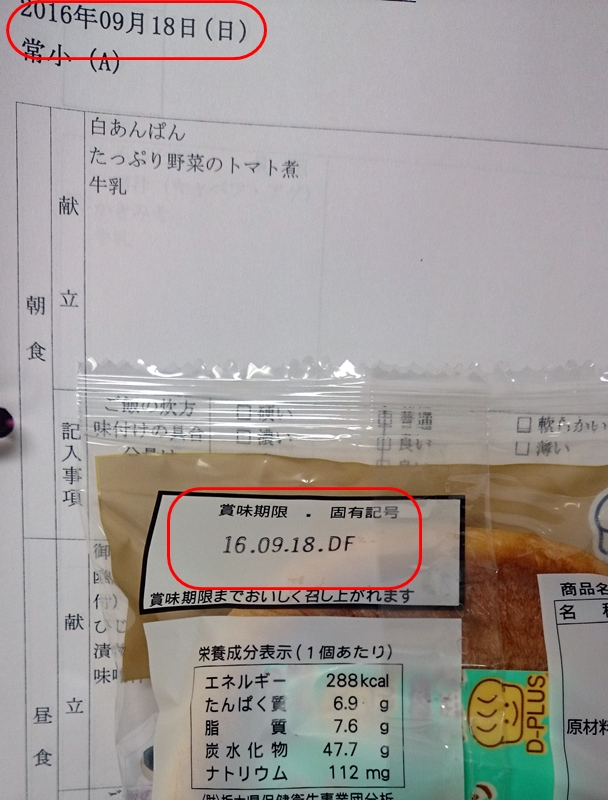 2016年09月18日(日)
常小 (A)
白あんぱん
たっぷり野菜のトマト煮
牛乳
献立
朝食
ご飯の炊方 □硬い 普通 □軟らかい
味付けの具合 □濃い 良い □薄い
記入事項
賞味期限 . 固有記号
16.09.18.DF
賞味期限までおいしく召し上がれます
商品名
名
栄養成分表示(1個あたり)
エネルギー 288kcal
たんぱく質 6.9 g
脂質 7.6 g
炭水化物 47.7 g
ナトリウム 112 mg
D-PLUS
原材料
献立
昼食